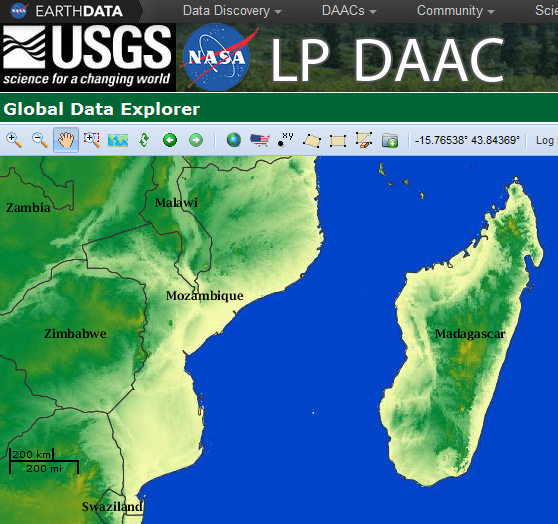 EARTHDATA Data Discovery DAACs Community Scie
USGS
science for a changing world
NASA
LP DAAC
Global Data Explorer
xy
-15.76538° 43.84369° Log
Zambia
Malawi
Mozambique
Zimbabwe
Madagascar
200 km
200 mi
Swaziland